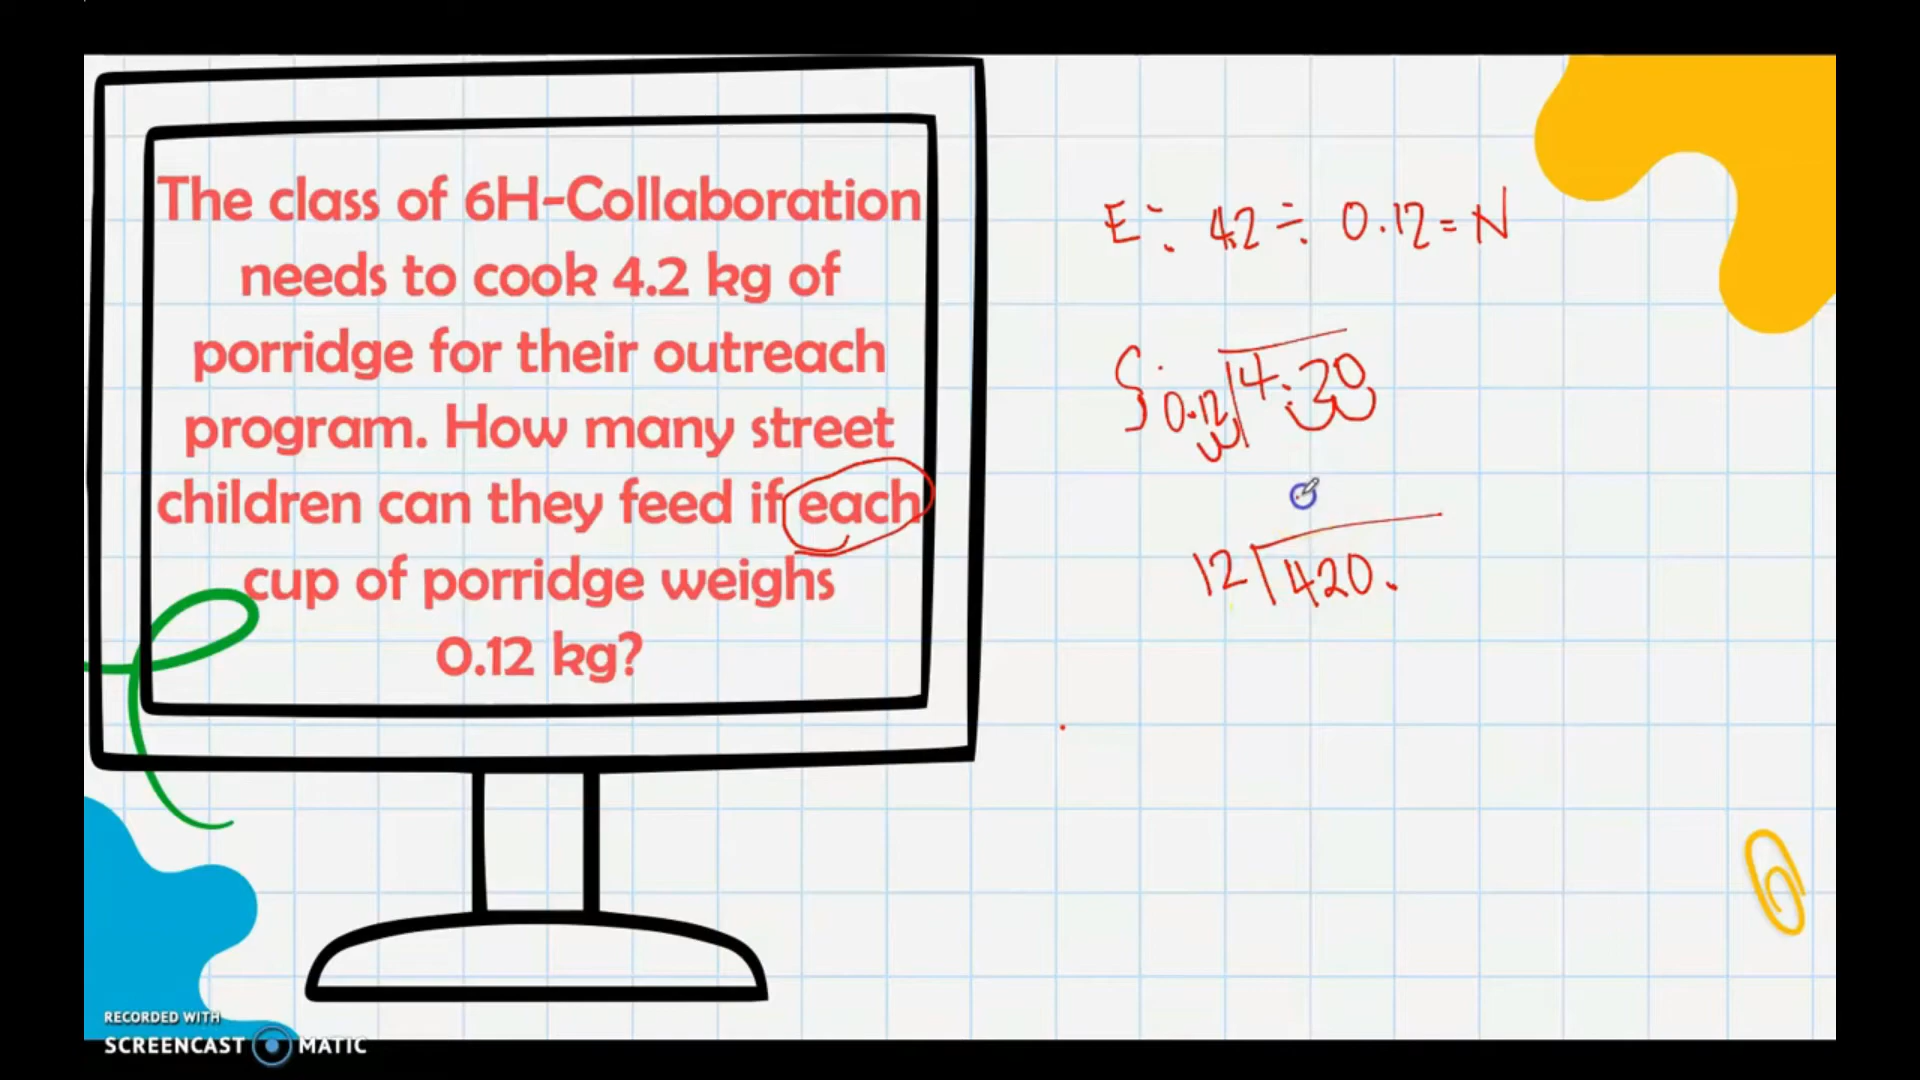 The class of 6H-Collaboration
needs to cook 4.2 kg of
porridge for their outreach
program. How many street
children can they feed if each
cup of porridge weighs
0.12 kg?
E: 4.2 ÷ 0.12 = N
S: 0.12 4.20
12 420.
RECORDED WITH
SCREENCAST MATIC